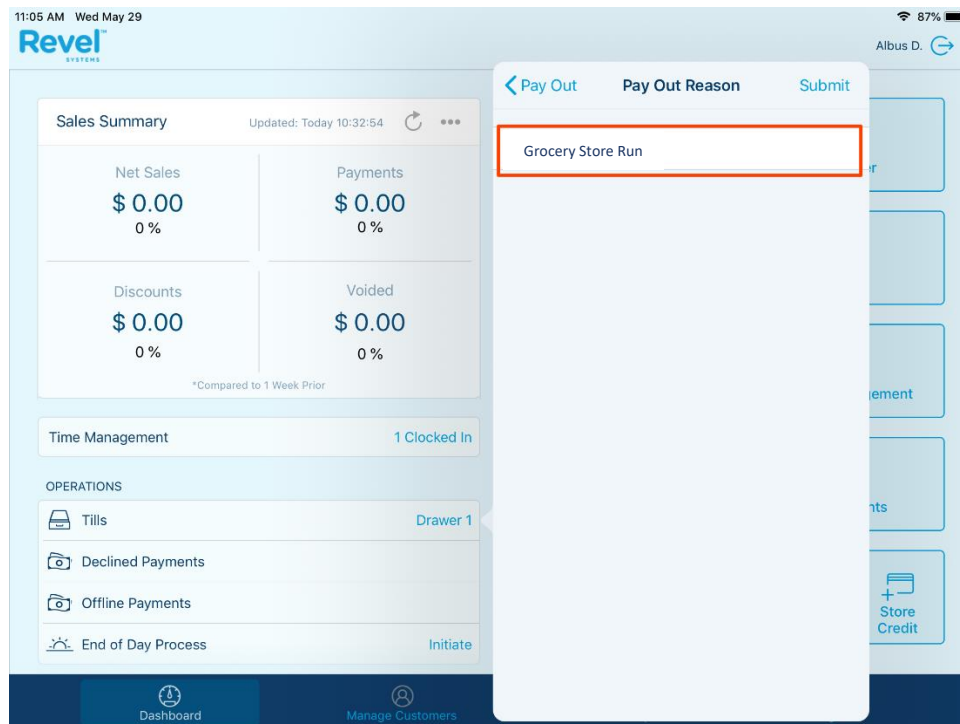 11:05 AM Wed May 29
87%
Revel™
SYSTEMS
Albus D.
Pay Out
Pay Out Reason
Submit
Grocery Store Run
Sales Summary
Updated: Today 10:32:54
Net Sales
$ 0.00
0 %
Payments
$ 0.00
0 %
Discounts
$ 0.00
0 %
Voided
$ 0.00
0 %
*Compared to 1 Week Prior
Time Management
1 Clocked In
OPERATIONS
Tills
Drawer 1
Declined Payments
Offline Payments
End of Day Process
Initiate
Store
Credit
Dashboard
Manage Customers